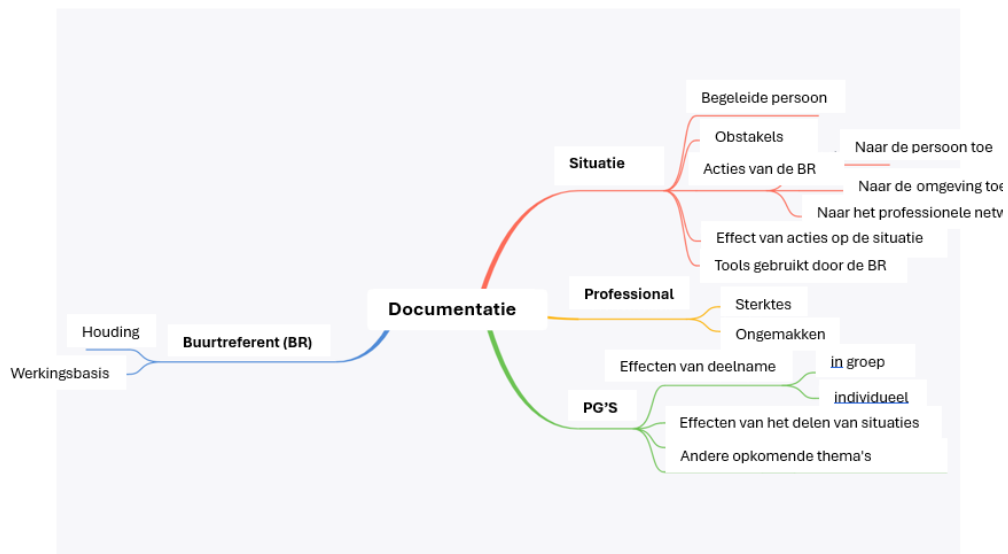 Documentatie
Situatie
Begeleide persoon
Obstakels
Acties van de BR
Naar de persoon toe
Naar de omgeving toe
Naar het professionele netw
Effect van acties op de situatie
Tools gebruikt door de BR
Professional
Sterktes
Ongemakken
PG'S
Effecten van deelname
in groep
individueel
Effecten van het delen van situaties
Andere opkomende thema's
Buurtreferent (BR)
Houding
Werkingsbasis